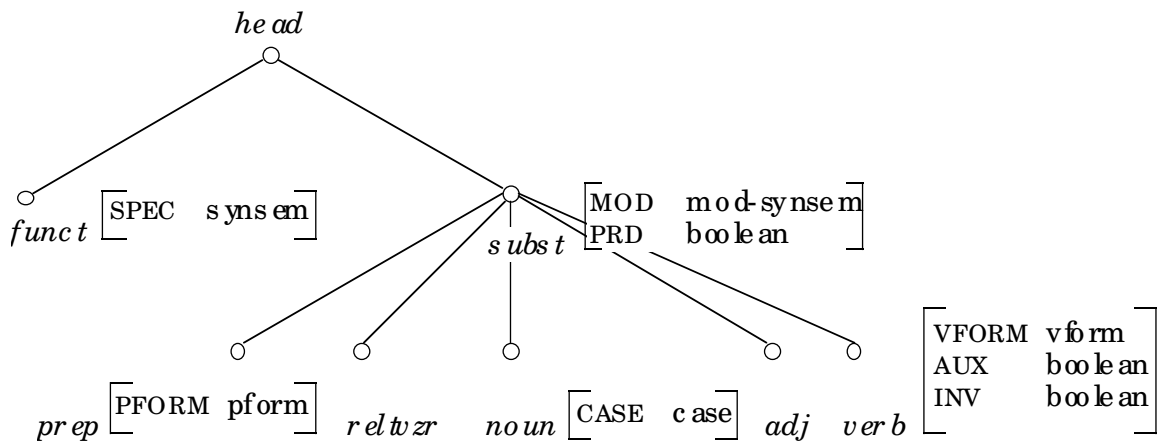 head
funct [SPEC synsem]
subst [MOD mod-synsem
PRD boolean]
prep [PFORM pform]
reltvzr
noun [CASE case]
adj
verb [VFORM vform
AUX boolean
INV boolean]